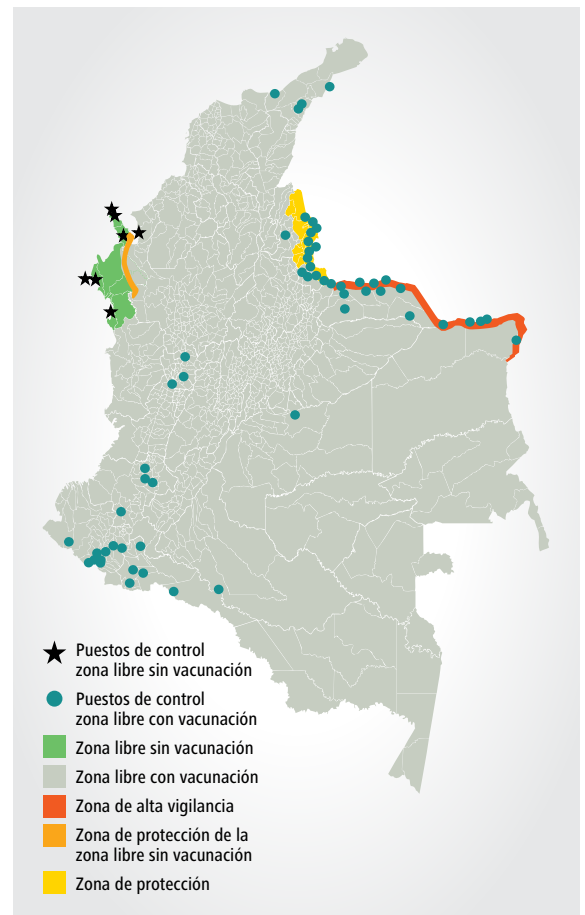 Puestos de control
zona libre sin vacunación
Puestos de control
zona libre con vacunación
Zona libre sin vacunación
Zona libre con vacunación
Zona de alta vigilancia
Zona de protección de la
zona libre sin vacunación
Zona de protección